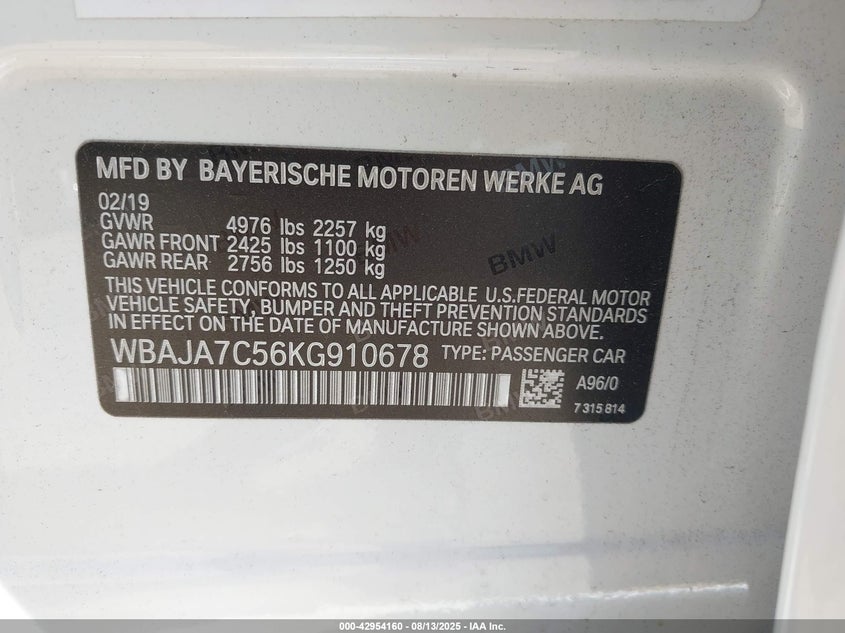 MFD BY BAYERISCHE MOTOREN WERKE AG
02/19
GVWR 4976 lbs 2257 kg
GAWR FRONT 2425 lbs 1100 kg
GAWR REAR 2756 lbs 1250 kg
THIS VEHICLE CONFORMS TO ALL APPLICABLE U.S.FEDERAL MOTOR
VEHICLE SAFETY, BUMPER AND THEFT PREVENTION STANDARDS
IN EFFECT ON THE DATE OF MANUFACTURE SHOWN ABOVE.
WBAJA7C56KG910678 TYPE: PASSENGER CAR
A96/0
7 315 814
BMW
000-42954160 - 08/13/2025 - IAA Inc.